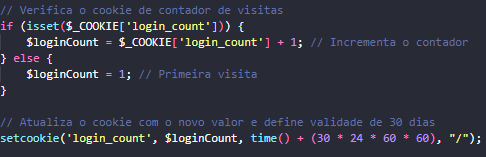 // Verifica o cookie de contador de visitas
if (isset($_COOKIE['login_count'])) {
    $loginCount = $_COOKIE['login_count'] + 1; // Incrementa o contador
} else {
    $loginCount = 1; // Primeira visita
}

// Atualiza o cookie com o novo valor e define validade de 30 dias
setcookie('login_count', $loginCount, time() + (30 * 24 * 60 * 60), "/");